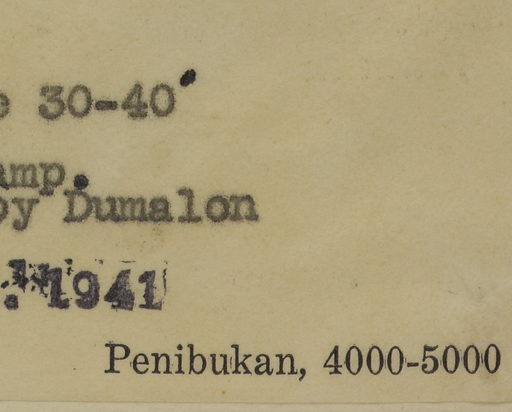 e 30-40'
amp.
by Dumalon
1941
Penibukan, 4000-5000